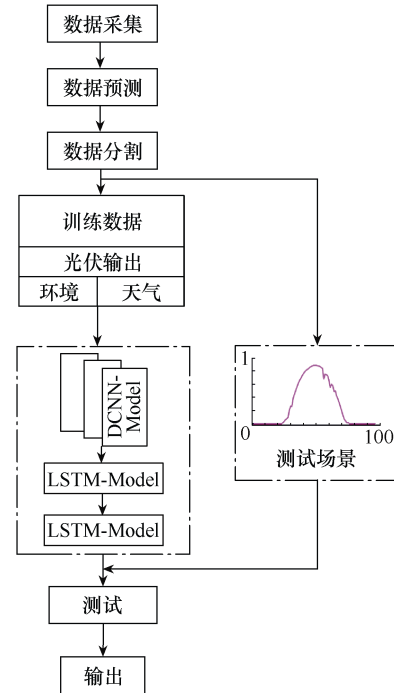 数据采集
数据预测
数据分割
训练数据
光伏输出
环境 天气
DCNN-
Model
LSTM-Model
LSTM-Model
1
0
100
测试场景
测试
输出